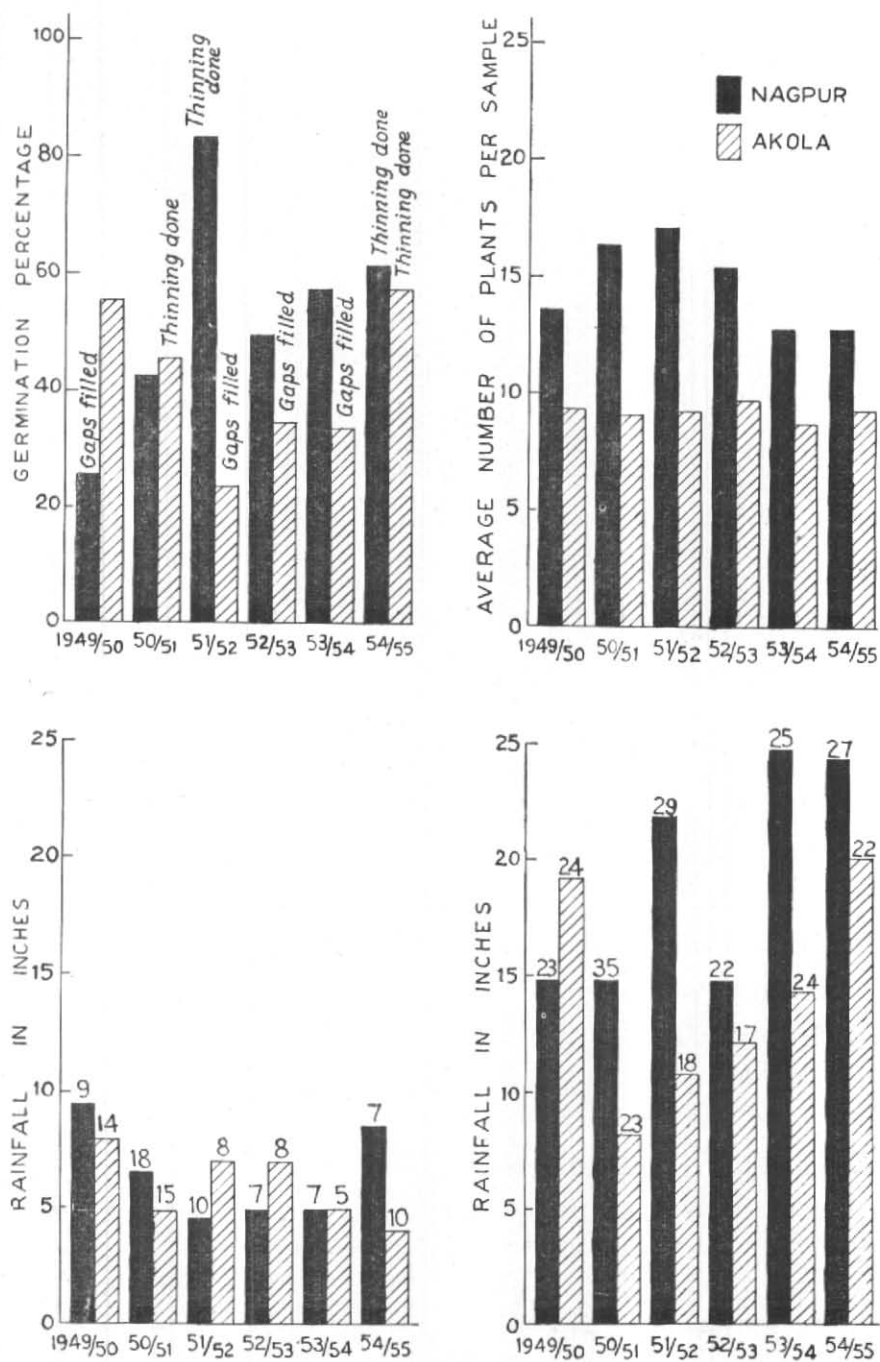 GERMINATION PERCENTAGE
100
80
60
40
20
0
Gaps filled
Thinning done
Thinning
done
Gaps filled
Gaps filled
Gaps filled
Thinning done
Thinning done
1949/50 50/51 51/52 52/53 53/54 54/55
AVERAGE NUMBER OF PLANTS PER SAMPLE
25
20
15
10
5
0
NAGPUR
AKOLA
1949/50 50/51 51/52 52/53 53/54 54/55
RAINFALL IN INCHES
25
20
15
10
5
0
9 14 18 15 10 8 7 8 7 5 7 10
1949/50 50/51 51/52 52/53 53/54 54/55
RAINFALL IN INCHES
25
20
15
10
5
0
23 24 35 23 29 18 22 17 25 24 27 22
1949/50 50/51 51/52 52/53 53/54 54/55